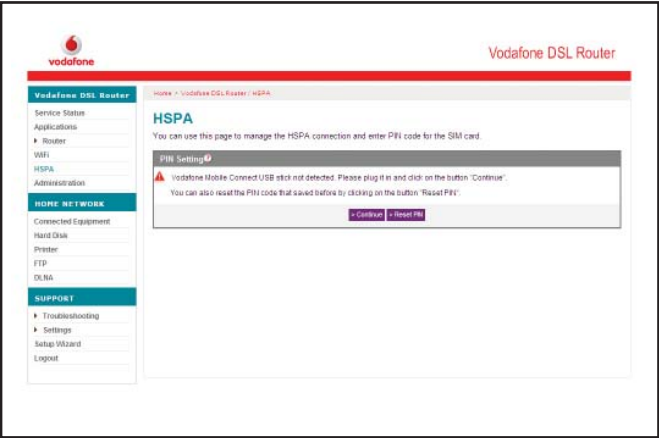 vodafone
Vodafone DSL Router
Vodafone DSL Router
Service Status
Applications
Router
WiFi
HSPA
Administration
HOME NETWORK
Connected Equipment
Hard Disk
Printer
FTP
DLNA
SUPPORT
Troubleshooting
Settings
Setup Wizard
Logout
Home > Vodafone DSL Router / HSPA
HSPA
You can use this page to manage the HSPA connection and enter PIN code for the SIM card.
PIN Setting?
Vodafone Mobile Connect USB stick not detected. Please plug it in and click on the button "Continue".
You can also reset the PIN code that saved before by clicking on the button "Reset PIN".
» Continue » Reset PIN